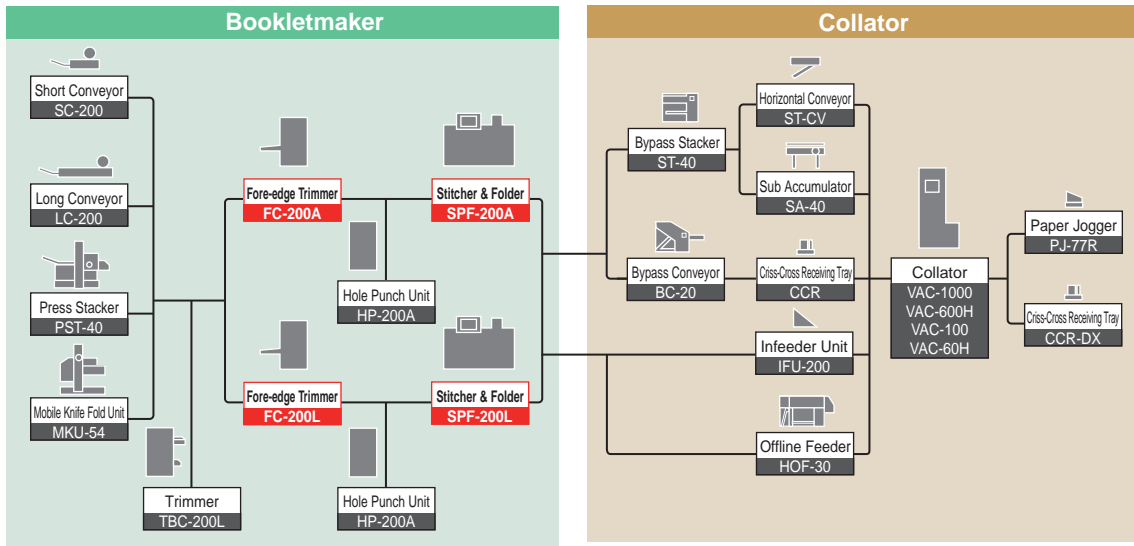 Bookletmaker
Short Conveyor
SC-200
Long Conveyor
LC-200
Press Stacker
PST-40
Mobile Knife Fold Unit
MKU-54
Trimmer
TBC-200L
Fore-edge Trimmer
FC-200A
Hole Punch Unit
HP-200A
Fore-edge Trimmer
FC-200L
Hole Punch Unit
HP-200A
Stitcher & Folder
SPF-200A
Stitcher & Folder
SPF-200L
Collator
Bypass Stacker
ST-40
Bypass Conveyor
BC-20
Horizontal Conveyor
ST-CV
Sub Accumulator
SA-40
Criss-Cross Receiving Tray
CCR
Infeeder Unit
IFU-200
Offline Feeder
HOF-30
Collator
VAC-1000
VAC-600H
VAC-100
VAC-60H
Paper Jogger
PJ-77R
Criss-Cross Receiving Tray
CCR-DX